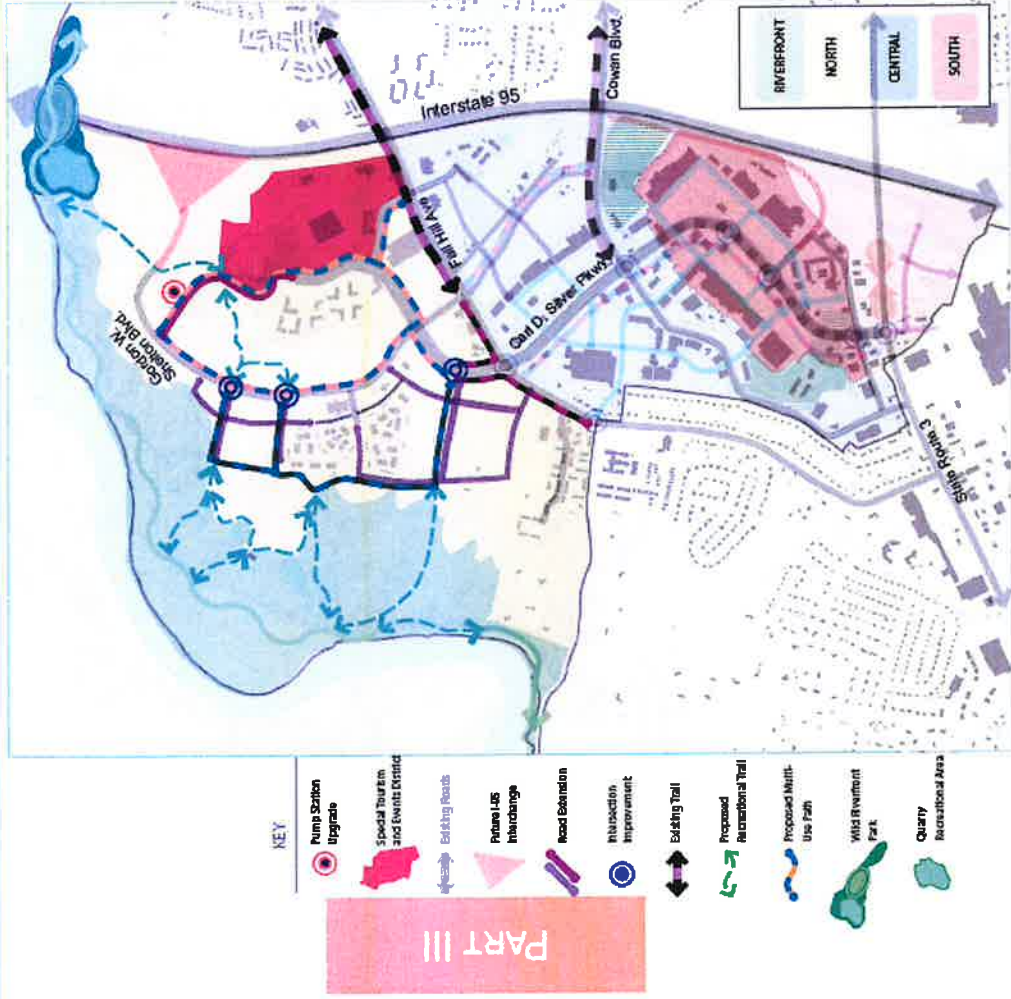 KEY
Pump Station
Upgrade
Special Tourism
and Events District
Existing Roads
Future I-95
Interchange
Road Extension
Intersection
Improvement
Existing Trail
Proposed
Recreational Trail
Proposed Multi-
Use Path
Wild Riverfront
Park
Quarry
Recreational Area
PART III
Gordon W.
Shelton Blvd.
Interstate 95
Fall Hill Ave
Cowan Blvd.
Carl D. Silver Pkwy.
State Route 3
RIVERFRONT
NORTH
CENTRAL
SOUTH